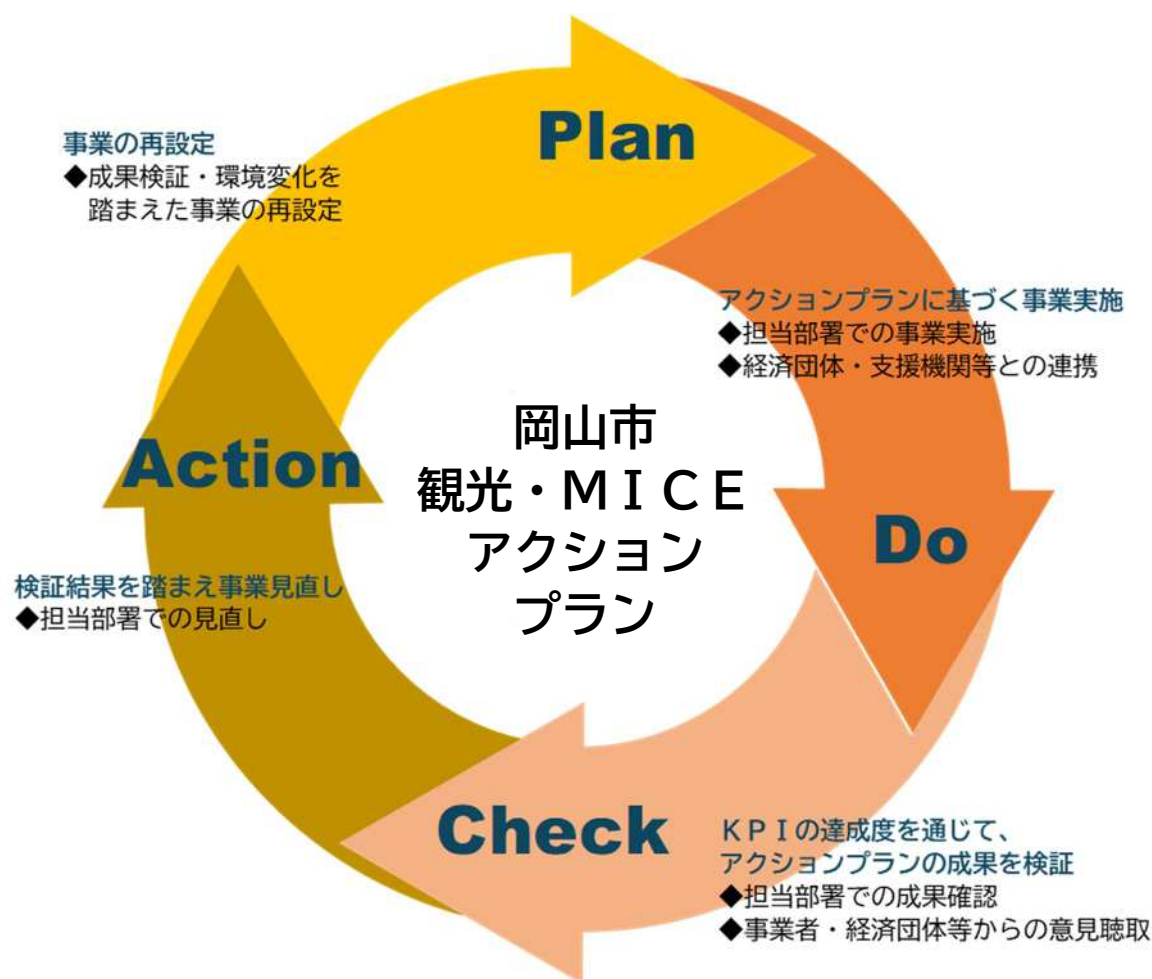 Plan
事業の再設定
◆成果検証・環境変化を
踏まえた事業の再設定
アクションプランに基づく事業実施
◆担当部署での事業実施
◆経済団体・支援機関等との連携
岡山市
観光・ＭＩＣＥ
アクション
プラン
Action
Do
検証結果を踏まえ事業見直し
◆担当部署での見直し
Check
ＫＰＩの達成度を通じて、
アクションプランの成果を検証
◆担当部署での成果確認
◆事業者・経済団体等からの意見聴取